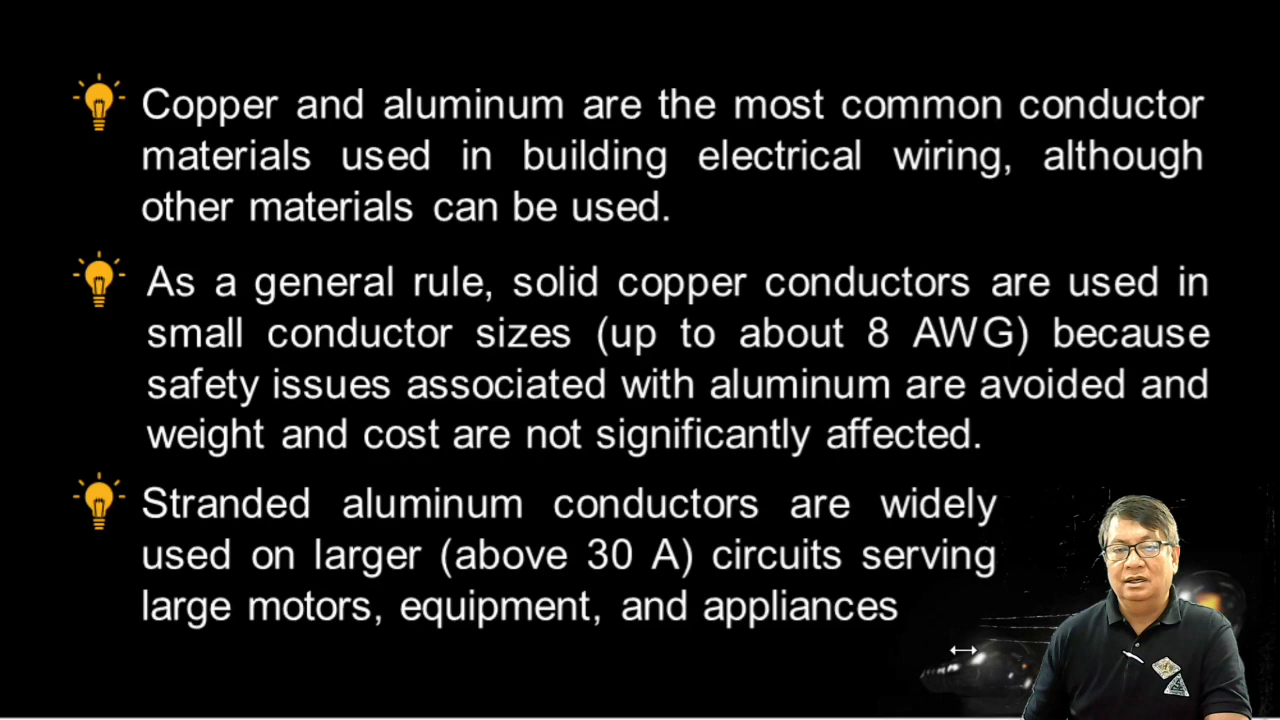 Copper and aluminum are the most common conductor
materials used in building electrical wiring, although
other materials can be used.
As a general rule, solid copper conductors are used in
small conductor sizes (up to about 8 AWG) because
safety issues associated with aluminum are avoided and
weight and cost are not significantly affected.
Stranded aluminum conductors are widely
used on larger (above 30 A) circuits serving
large motors, equipment, and appliances